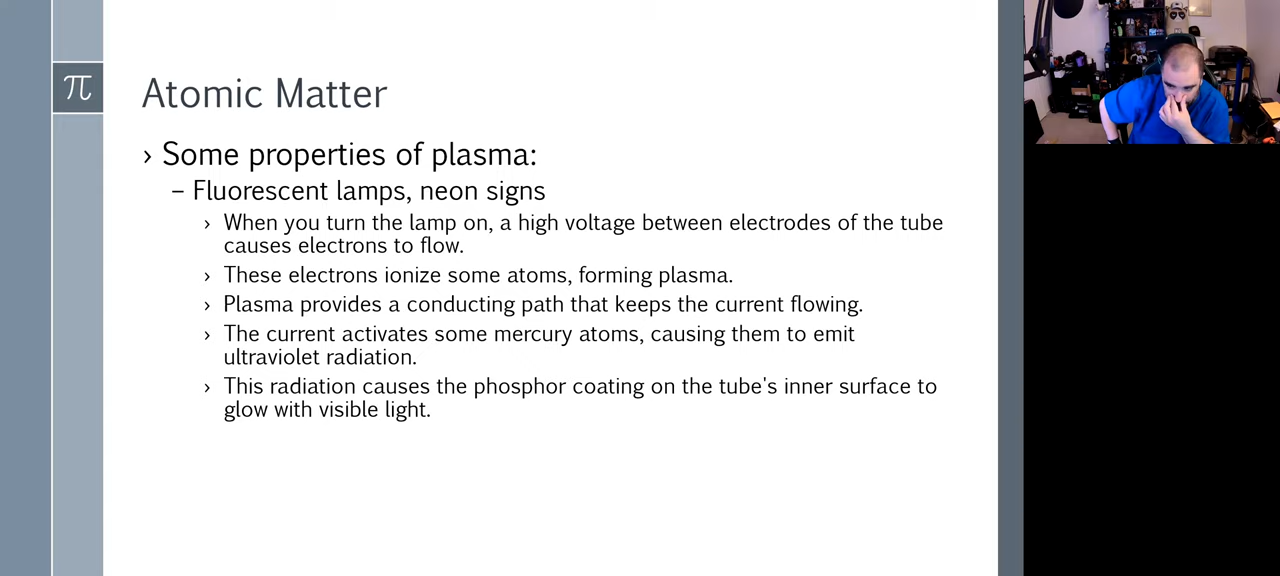 π
Atomic Matter
› Some properties of plasma:
– Fluorescent lamps, neon signs
› When you turn the lamp on, a high voltage between electrodes of the tube
causes electrons to flow.
› These electrons ionize some atoms, forming plasma.
› Plasma provides a conducting path that keeps the current flowing.
› The current activates some mercury atoms, causing them to emit
ultraviolet radiation.
› This radiation causes the phosphor coating on the tube's inner surface to
glow with visible light.